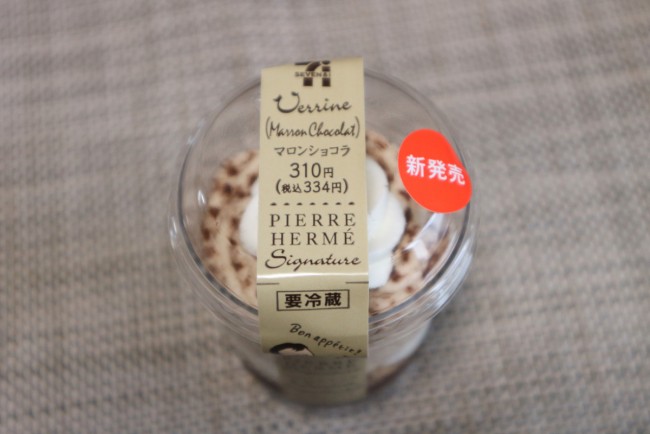 SEVEN&i
Verrine
(Marron Chocolat)
マロンショコラ
310円
(税込334円)
PIERRE
HERMÉ
Signature
要冷蔵
Bon appétit!
新発売